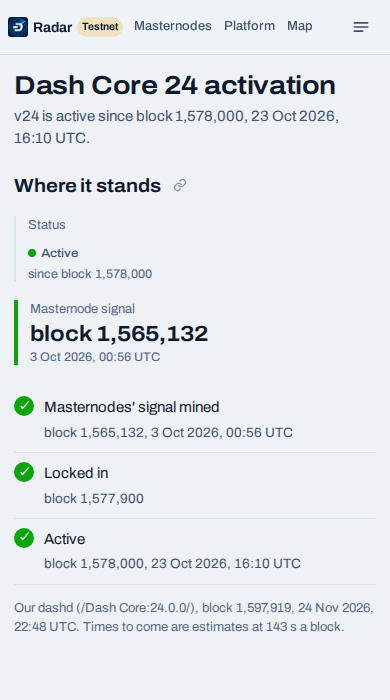 Radar Testnet Masternodes Platform Map
Dash Core 24 activation
v24 is active since block 1,578,000, 23 Oct 2026,
16:10 UTC.
Where it stands
Status
Active
since block 1,578,000
Masternode signal
block 1,565,132
3 Oct 2026, 00:56 UTC
Masternodes' signal mined
block 1,565,132, 3 Oct 2026, 00:56 UTC
Locked in
block 1,577,900
Active
block 1,578,000, 23 Oct 2026, 16:10 UTC
Our dashd (/Dash Core:24.0.0/), block 1,597,919, 24 Nov 2026,
22:48 UTC. Times to come are estimates at 143 s a block.